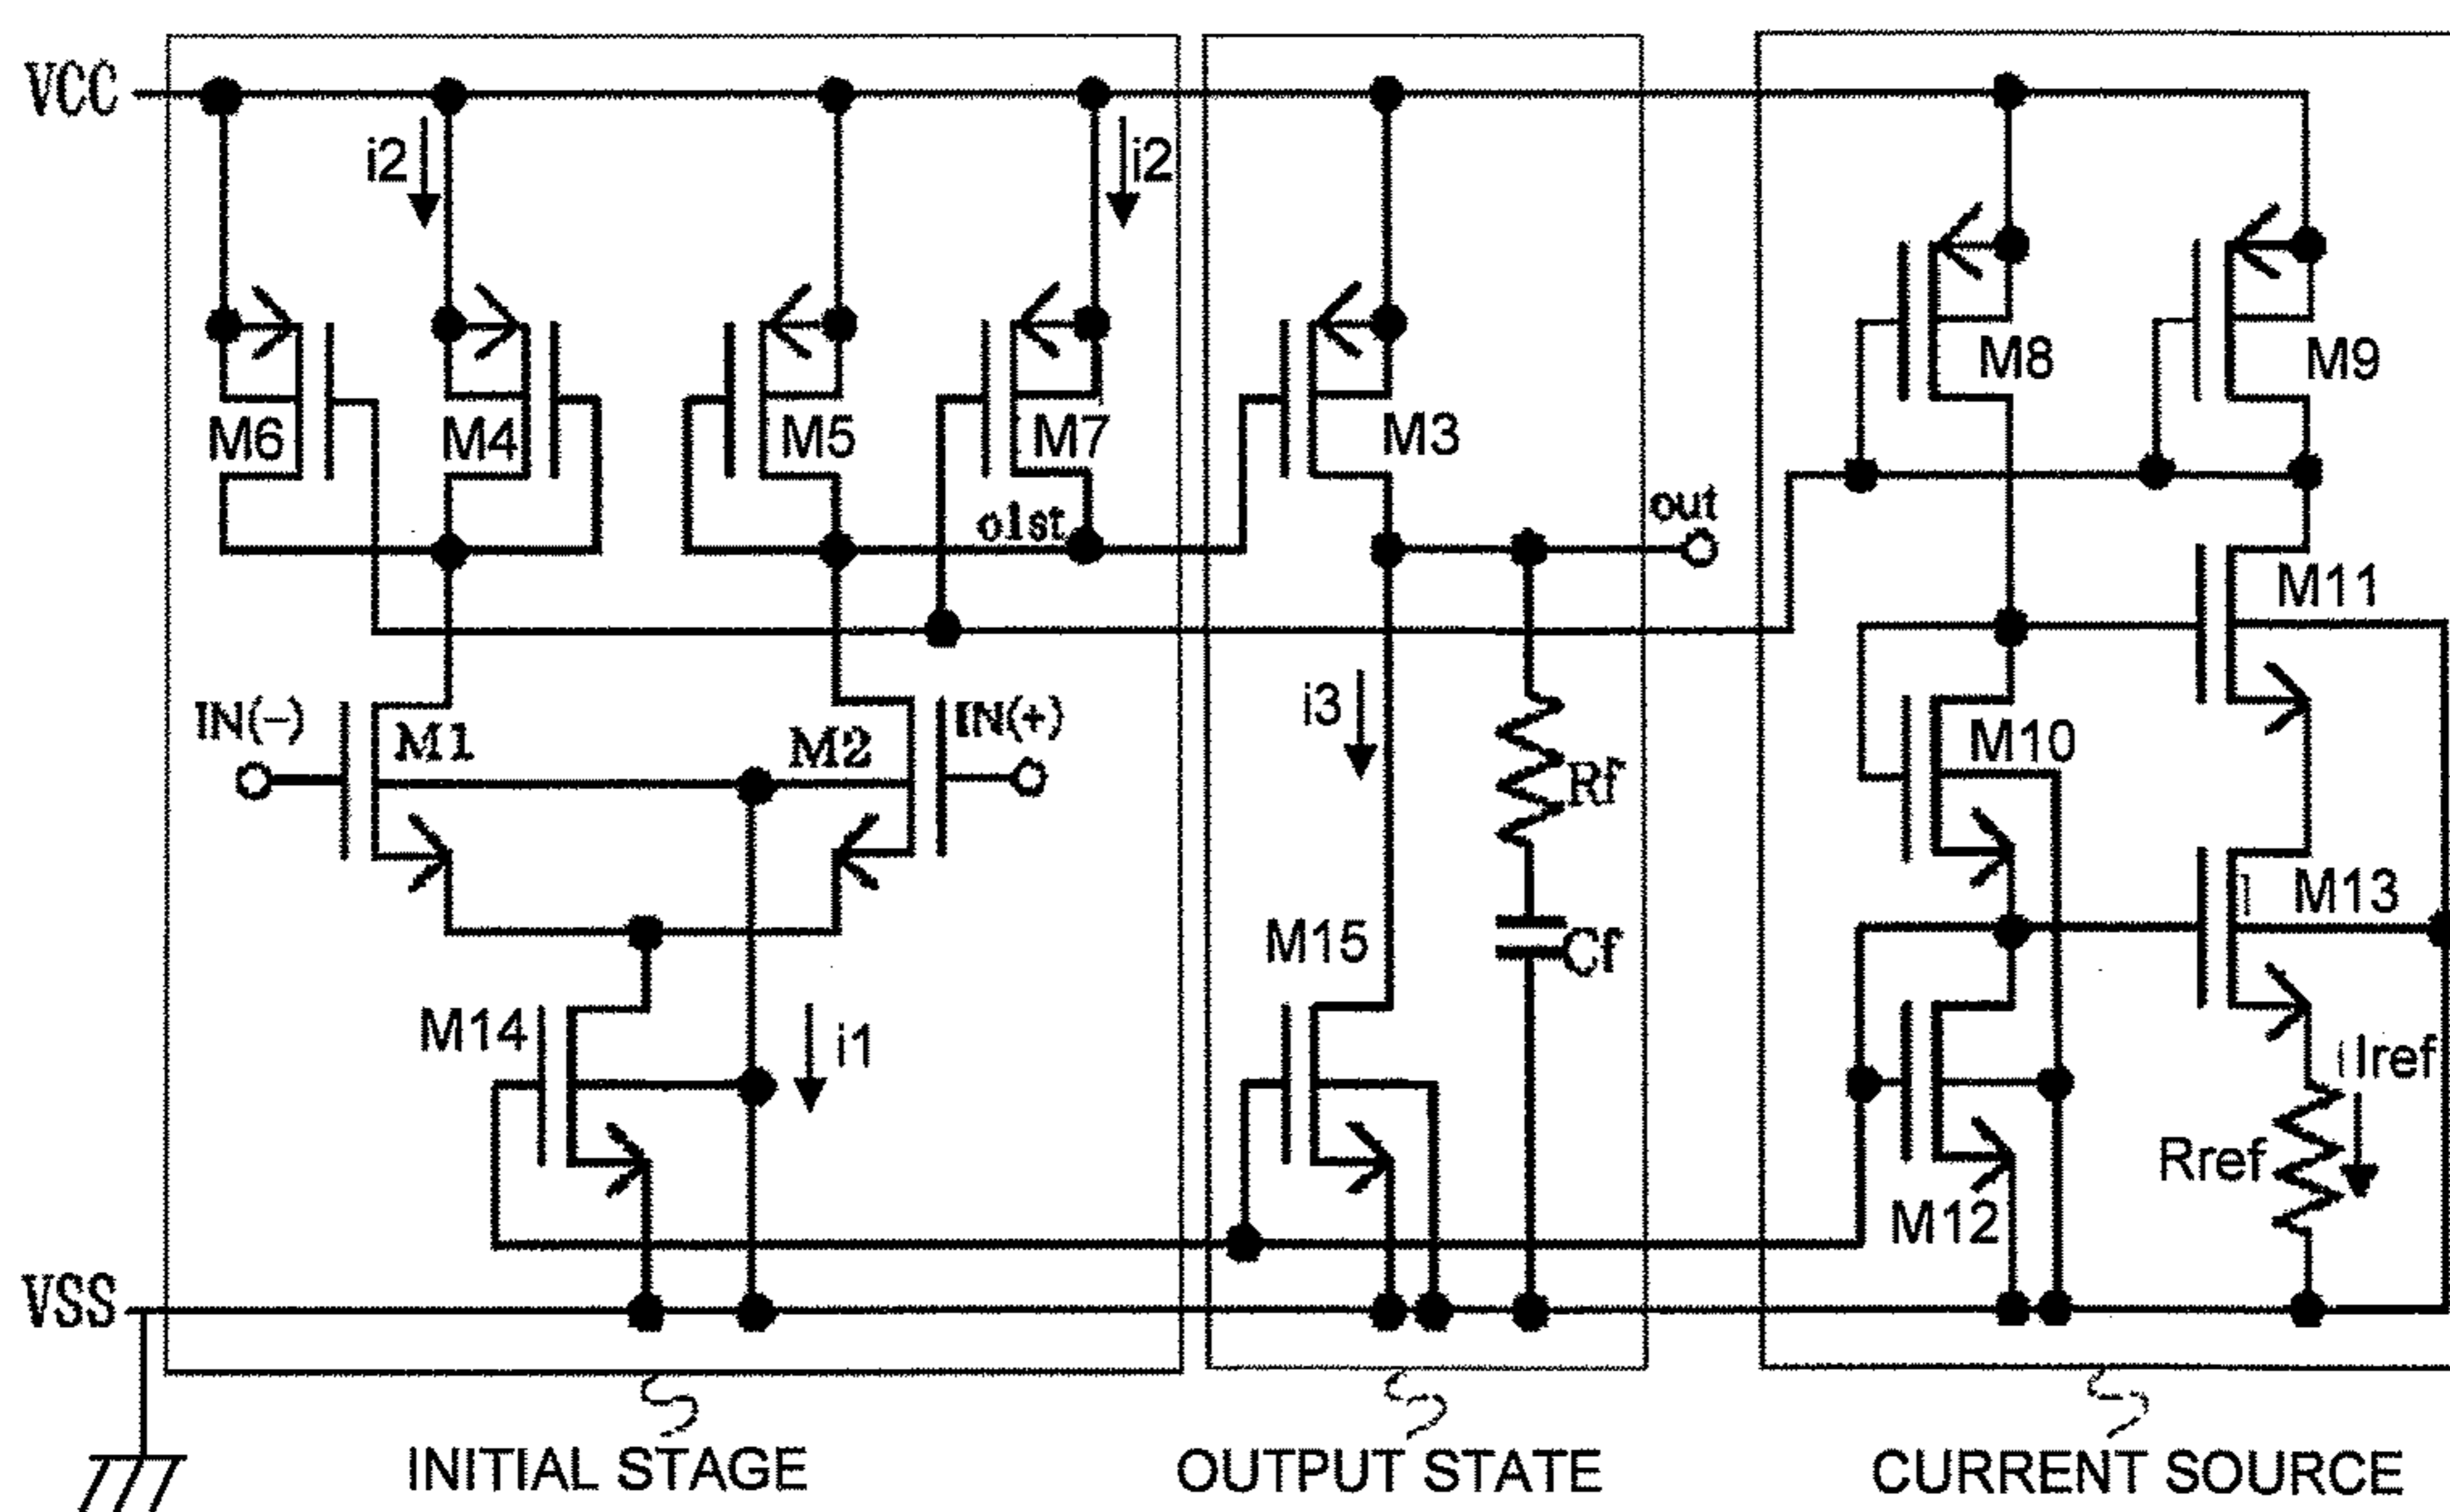 VCC
i2
i2
M6
M4
M5
M7
M3
M8
M9
o1st
out
M11
IN(−)
M1
M2
IN(+)
i3
Rf
M10
M13
M15
Cf
M14
i1
Iref
Rref
M12
VSS
INITIAL STAGE
OUTPUT STATE
CURRENT SOURCE